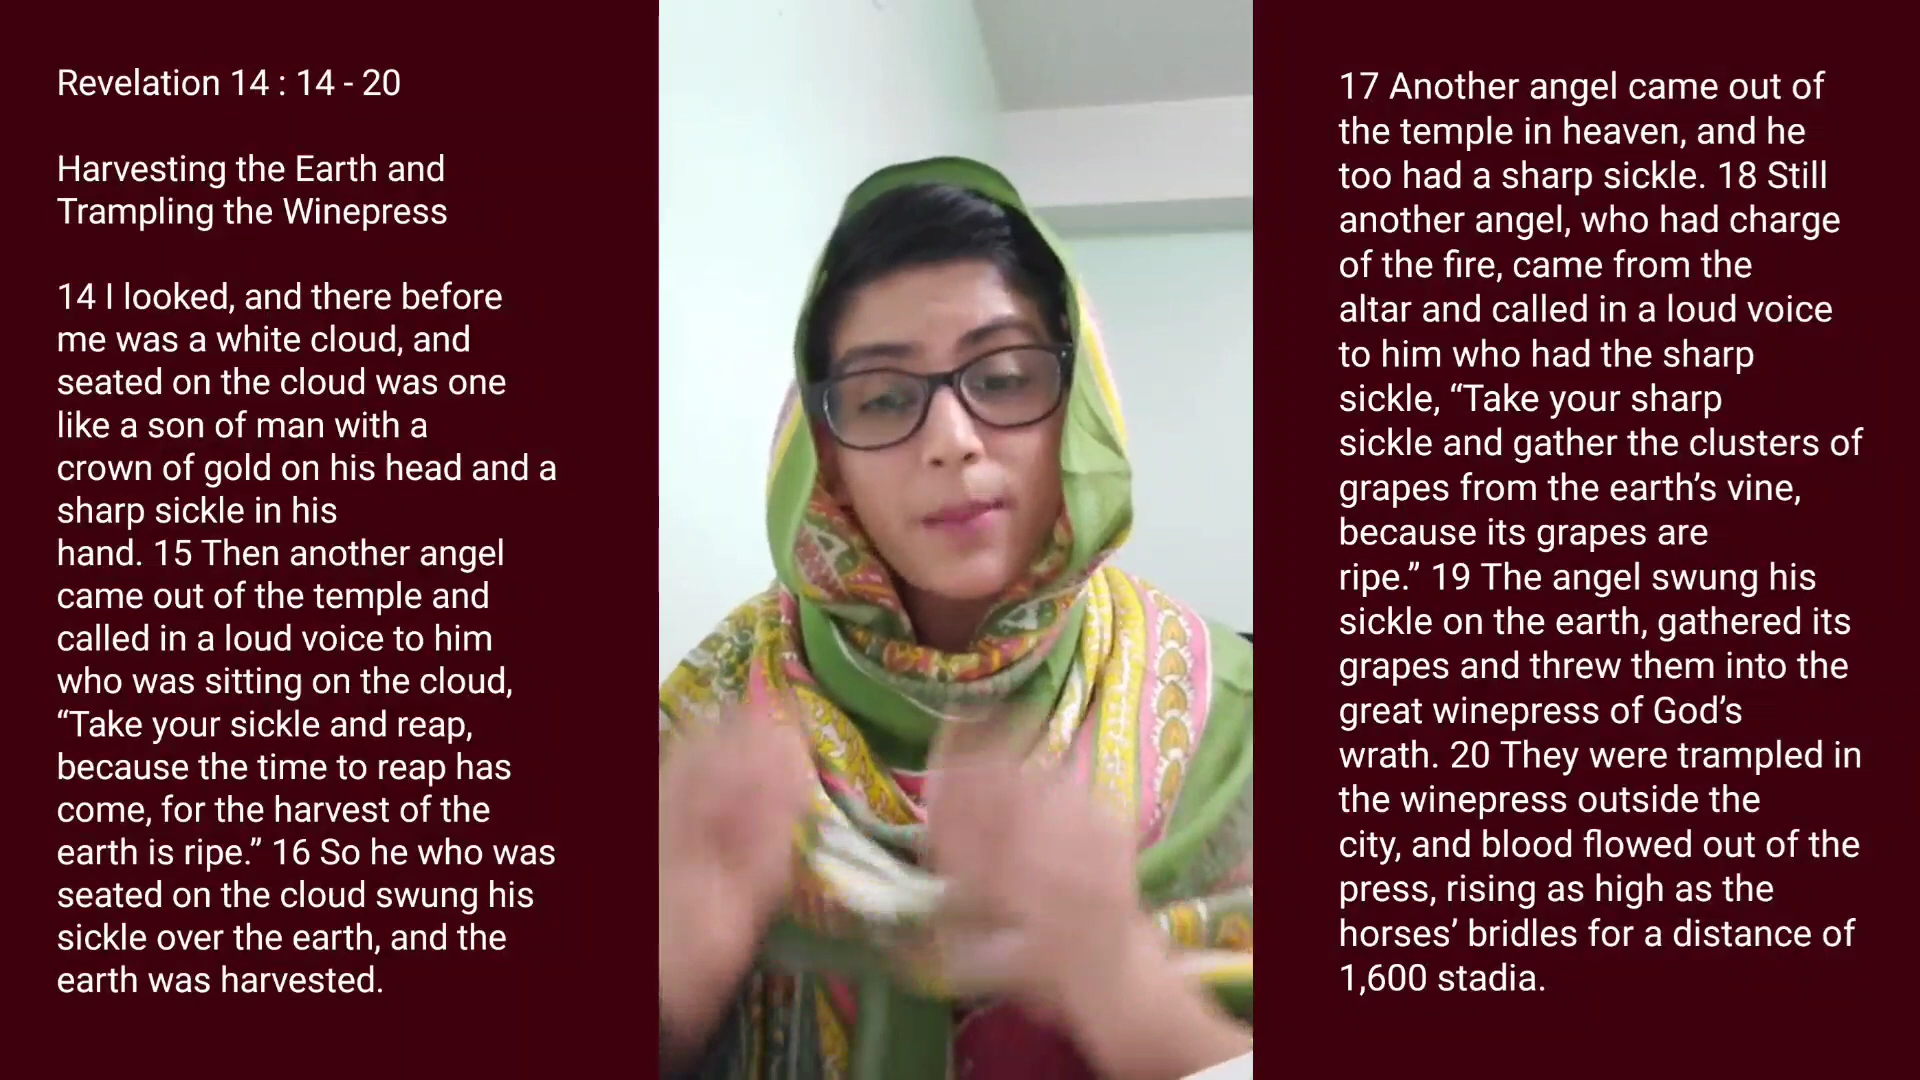 Revelation 14 : 14 - 20
Harvesting the Earth and
Trampling the Winepress
14 I looked, and there before
me was a white cloud, and
seated on the cloud was one
like a son of man with a
crown of gold on his head and a
sharp sickle in his
hand. 15 Then another angel
came out of the temple and
called in a loud voice to him
who was sitting on the cloud,
“Take your sickle and reap,
because the time to reap has
come, for the harvest of the
earth is ripe.” 16 So he who was
seated on the cloud swung his
sickle over the earth, and the
earth was harvested.
17 Another angel came out of
the temple in heaven, and he
too had a sharp sickle. 18 Still
another angel, who had charge
of the fire, came from the
altar and called in a loud voice
to him who had the sharp
sickle, “Take your sharp
sickle and gather the clusters of
grapes from the earth’s vine,
because its grapes are
ripe.” 19 The angel swung his
sickle on the earth, gathered its
grapes and threw them into the
great winepress of God’s
wrath. 20 They were trampled in
the winepress outside the
city, and blood flowed out of the
press, rising as high as the
horses’ bridles for a distance of
1,600 stadia.